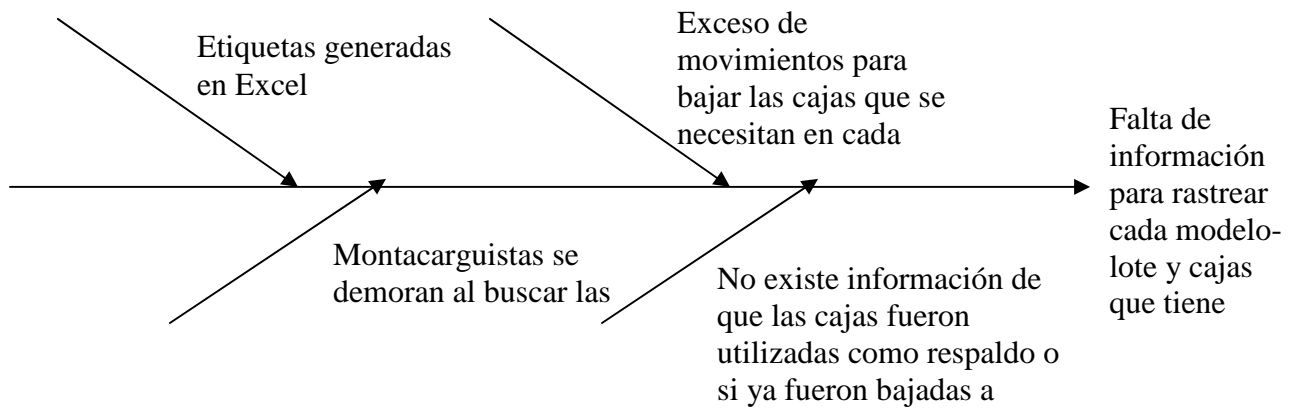 Etiquetas generadas
en Excel
Exceso de
movimientos para
bajar las cajas que se
necesitan en cada
Montacarguistas se
demoran al buscar las
No existe información de
que las cajas fueron
utilizadas como respaldo o
si ya fueron bajadas a
Falta de
información
para rastrear
cada modelo-
lote y cajas
que tiene